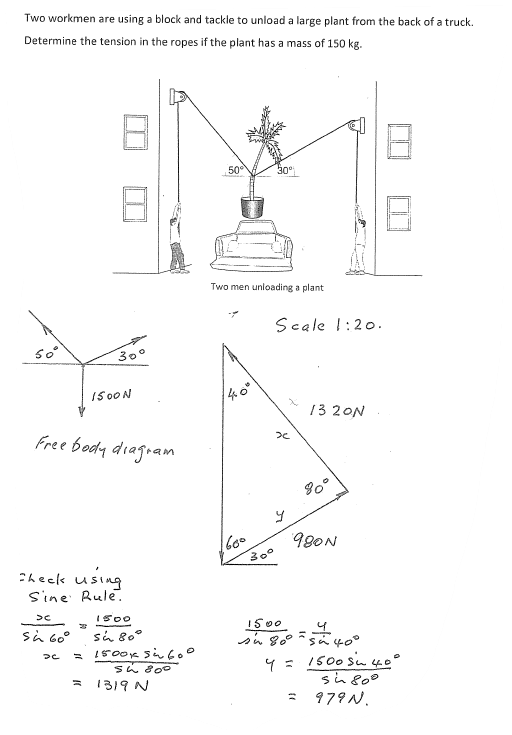 Two workmen are using a block and tackle to unload a large plant from the back of a truck.
Determine the tension in the ropes if the plant has a mass of 150 kg.
50° 30°
Two men unloading a plant
Scale 1:20.
50° 30°
1500N
Free body diagram
40°
1320N
x
80°
y
60° 980N
30°
Check using
Sine Rule.
x / sin 60° = 1500 / sin 80°
x = 1500 x sin 60° / sin 80°
= 1319 N
1500 / sin 80° = y / sin 40°
y = 1500 sin 40° / sin 80°
= 979N.